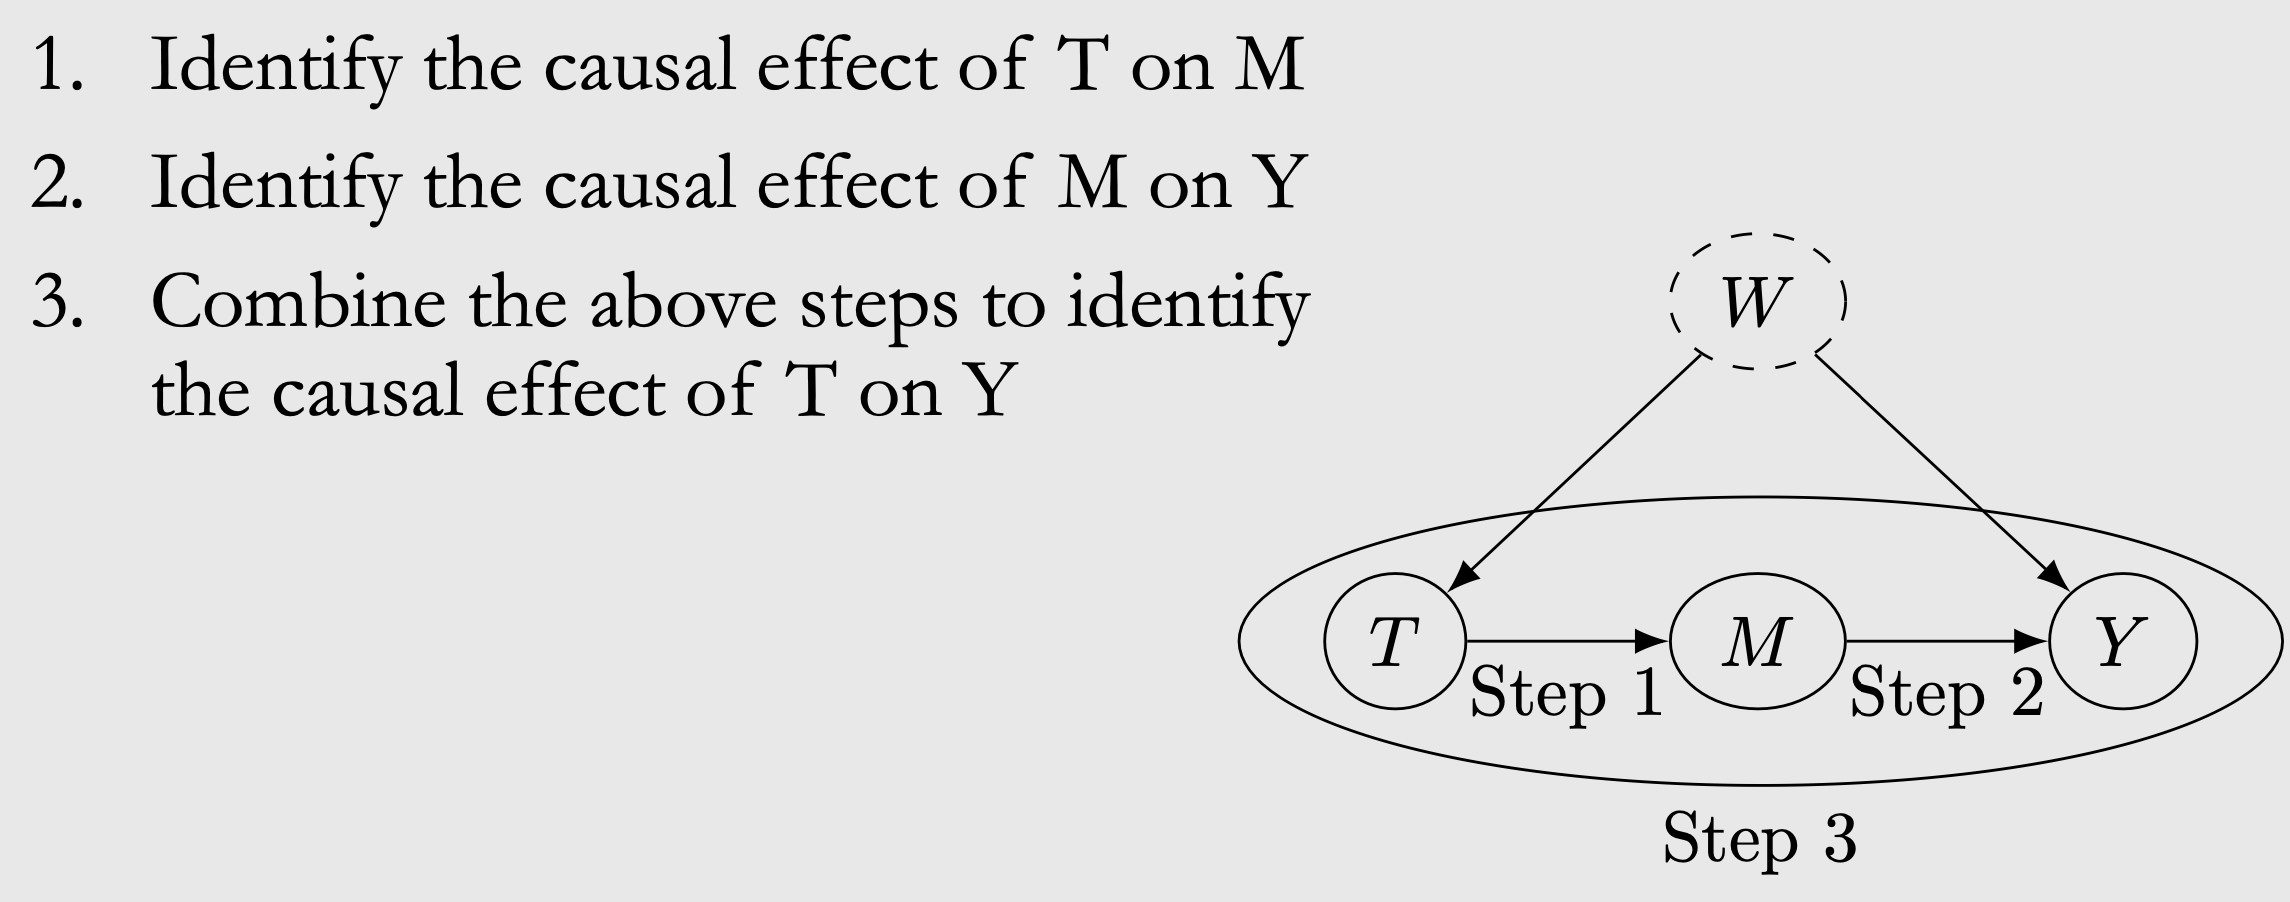 1. Identify the causal effect of T on M
2. Identify the causal effect of M on Y
3. Combine the above steps to identify
the causal effect of T on Y
W
T
M
Y
Step 1
Step 2
Step 3